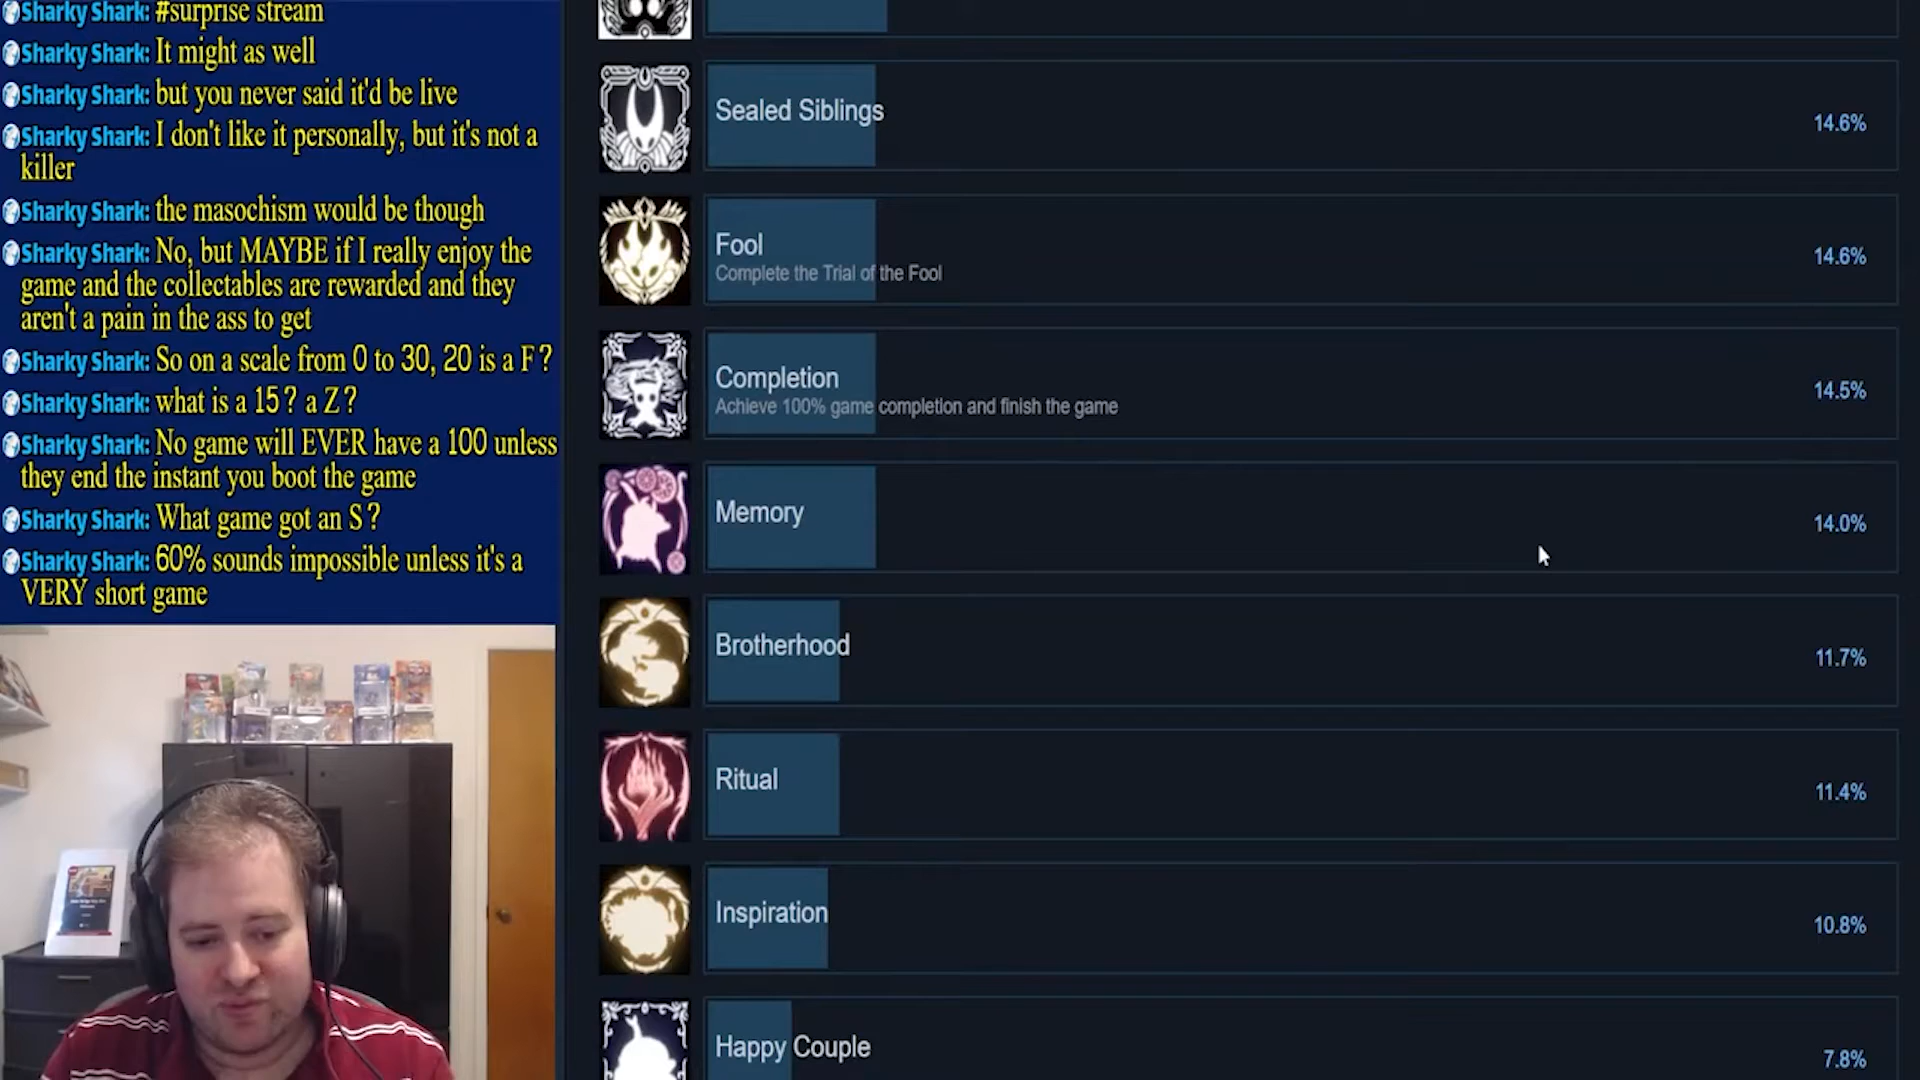 Sharky Shark: #surprise stream
Sharky Shark: It might as well
Sharky Shark: but you never said it'd be live
Sharky Shark: I don't like it personally, but it's not a
killer
Sharky Shark: the masochism would be though
Sharky Shark: No, but MAYBE if I really enjoy the
game and the collectables are rewarded and they
aren't a pain in the ass to get
Sharky Shark: So on a scale from 0 to 30, 20 is a F?
Sharky Shark: what is a 15? a Z?
Sharky Shark: No game will EVER have a 100 unless
they end the instant you boot the game
Sharky Shark: What game got an S?
Sharky Shark: 60% sounds impossible unless it's a
VERY short game
Sealed Siblings
14.6%
Fool
Complete the Trial of the Fool
14.6%
Completion
Achieve 100% game completion and finish the game
14.5%
Memory
14.0%
Brotherhood
11.7%
Ritual
11.4%
Inspiration
10.8%
Happy Couple
7.8%